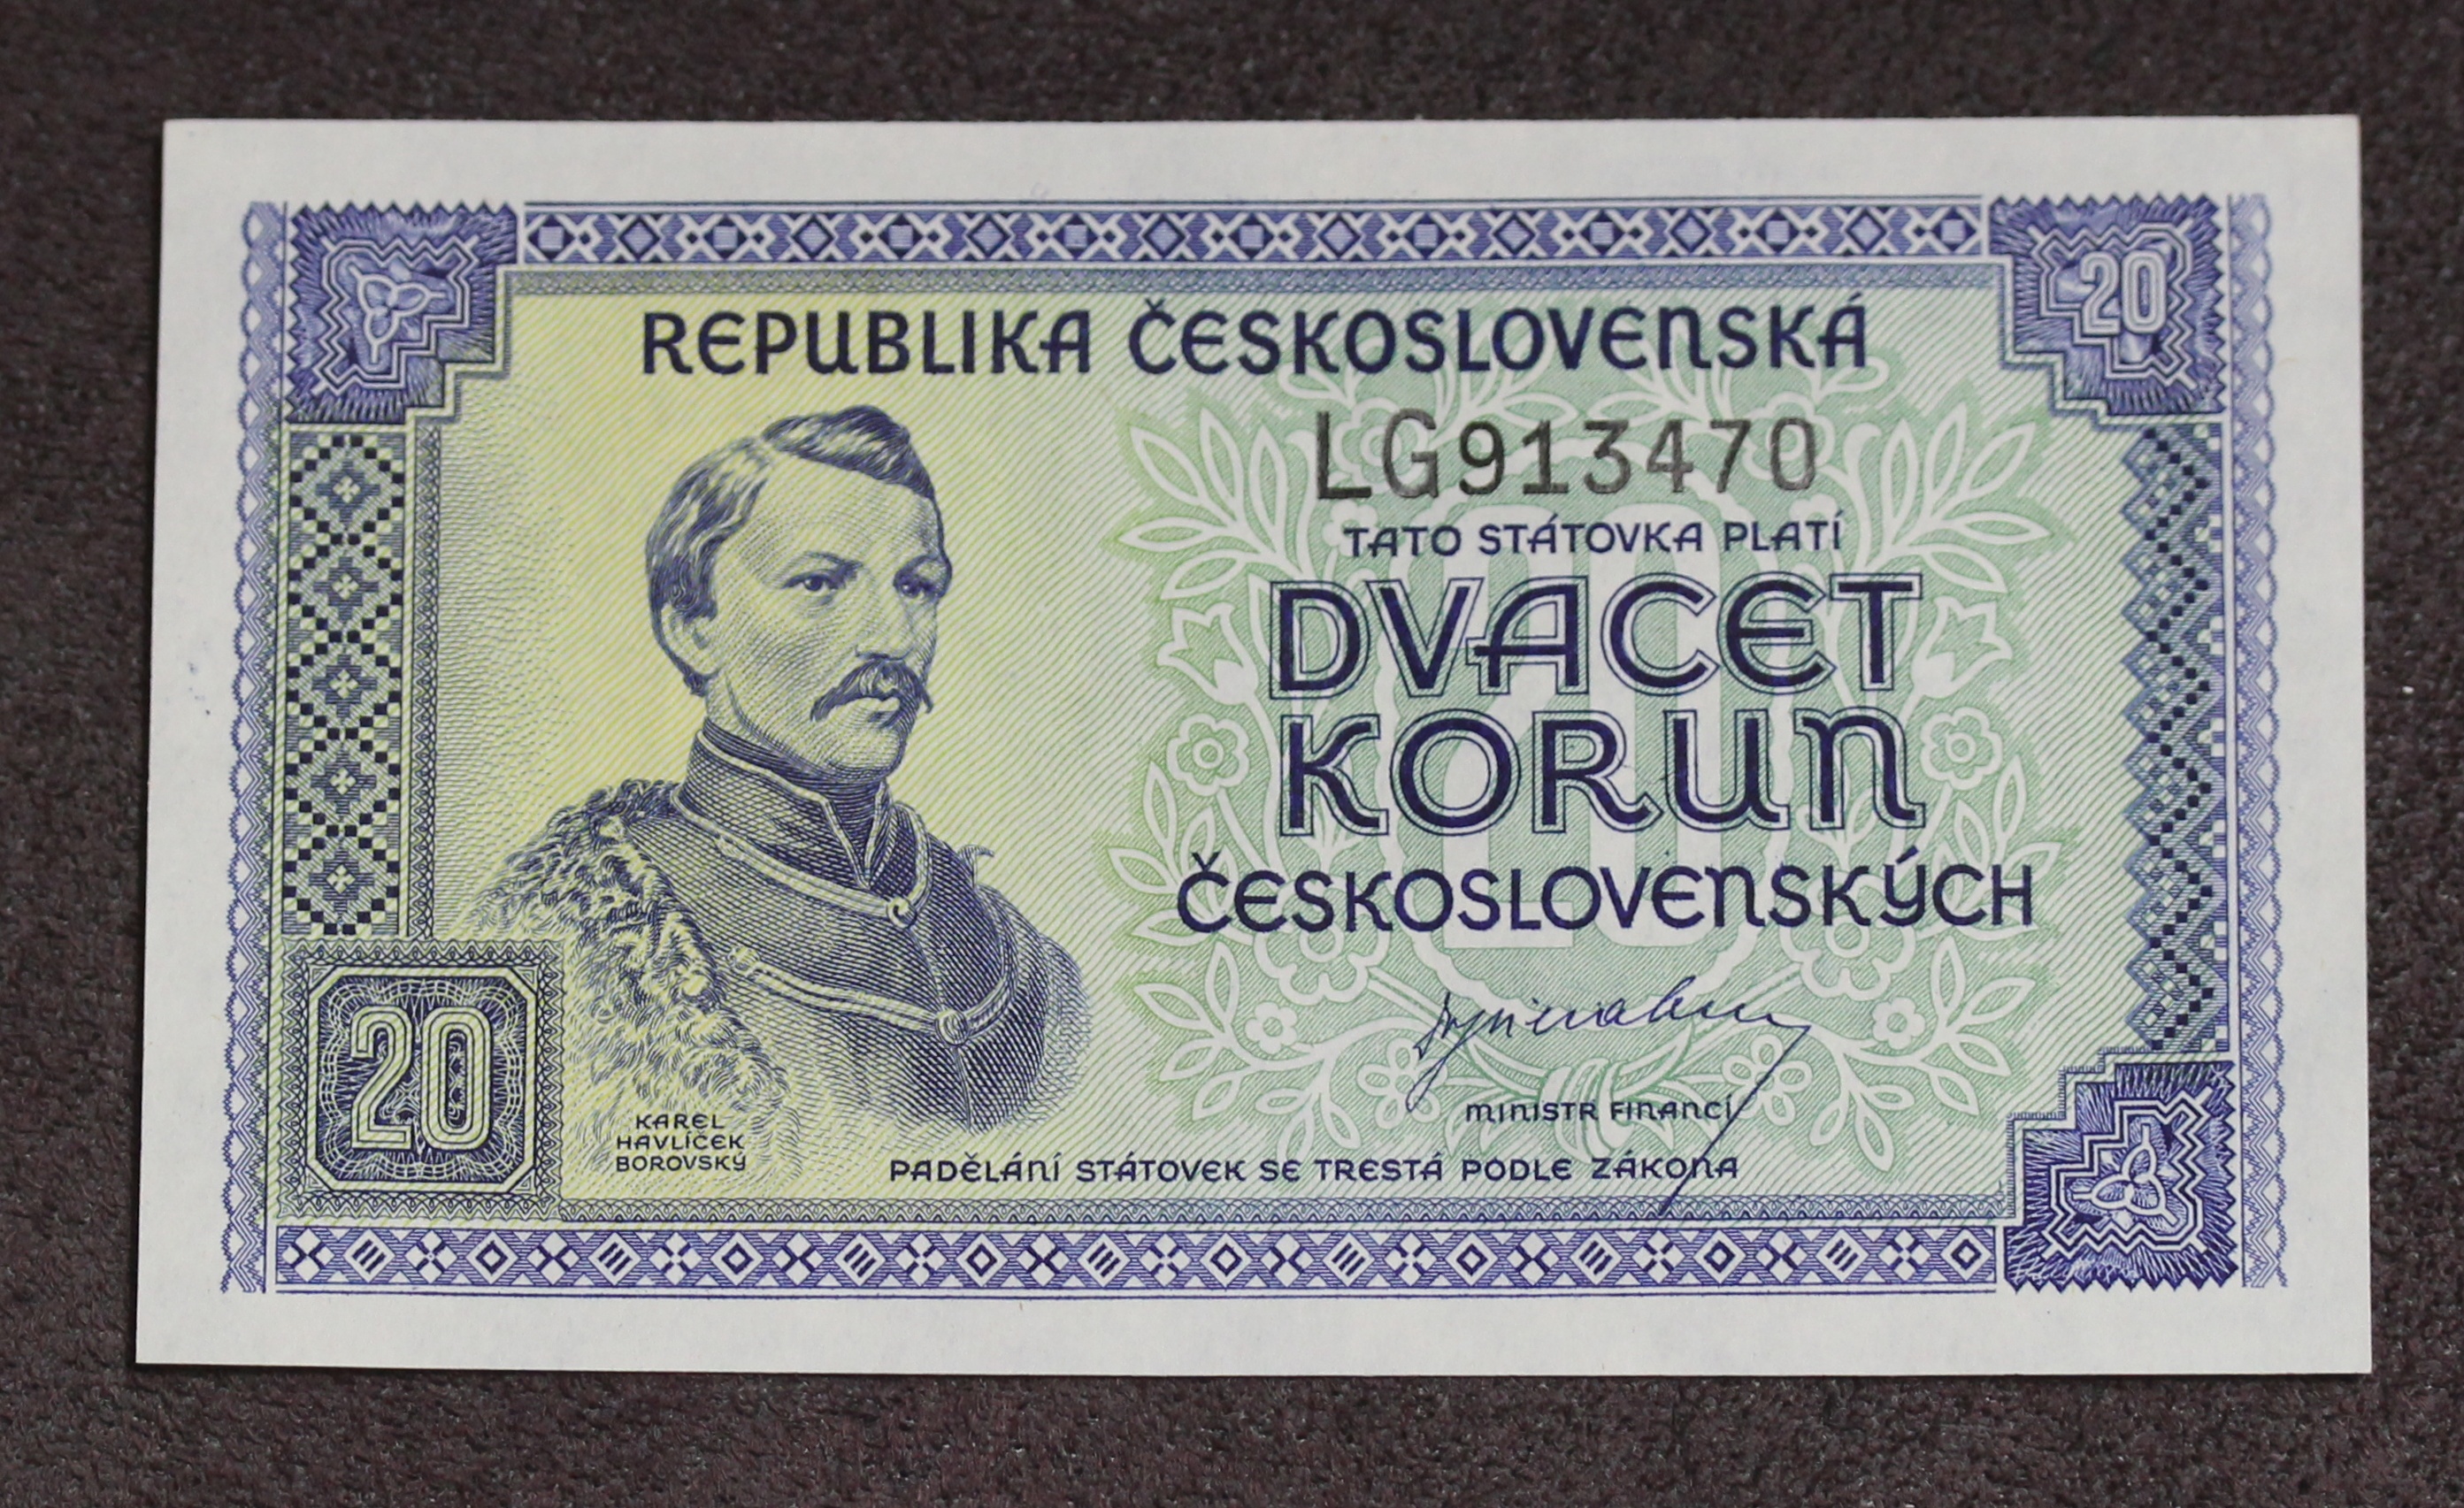 REPUBLIKA ČESKOSLOVENSKÁ
20
LG913470
TATO STÁTOVKA PLATÍ
DVACET
KORUN
ČESKOSLOVENSKÝCH
20
MINISTR FINANCÍ
20
KAREL
HAVLÍČEK
BOROVSKÝ
PADĚLÁNÍ STÁTOVEK SE TRESTÁ PODLE ZÁKONA